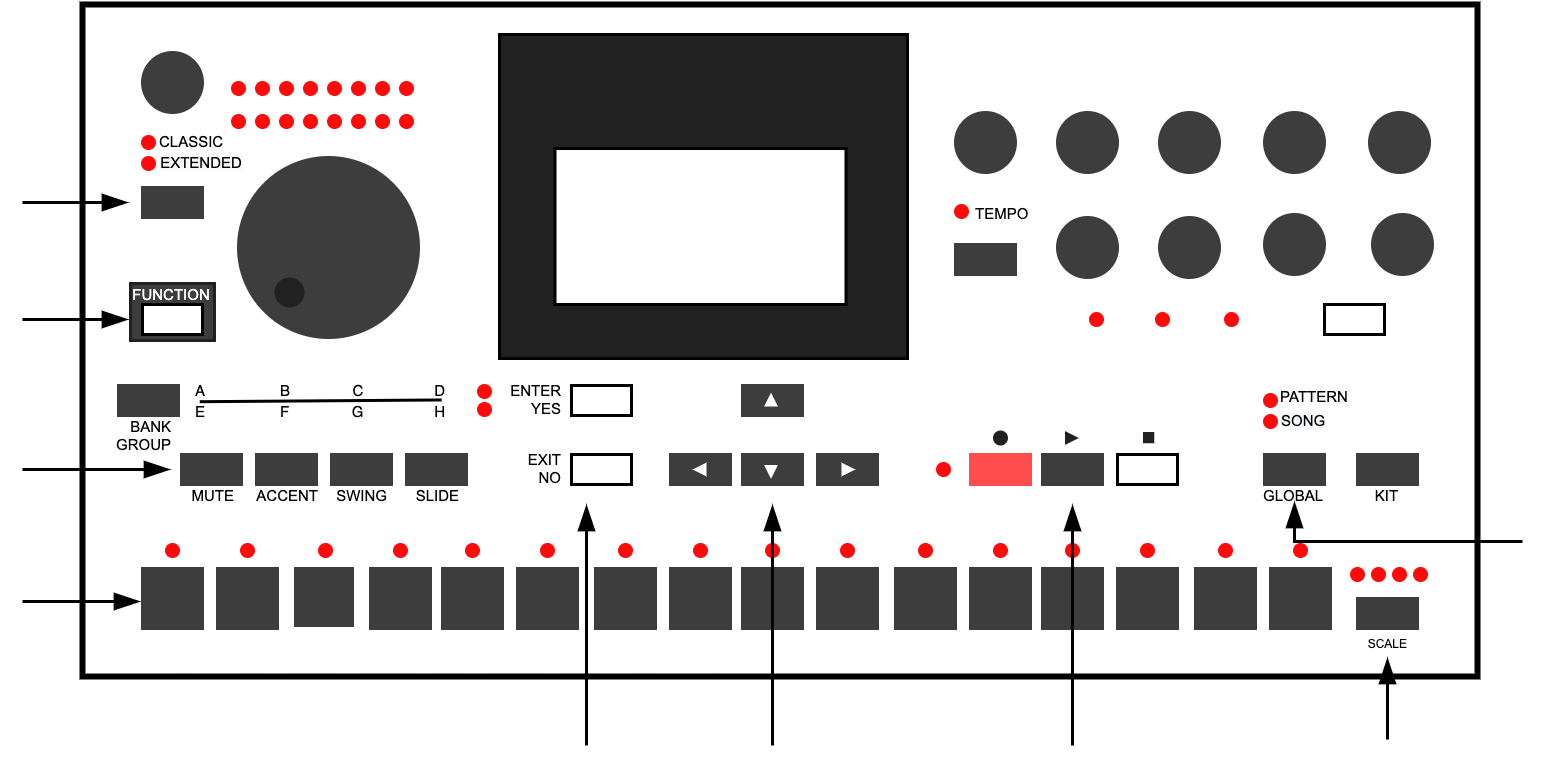 CLASSIC
EXTENDED
TEMPO
FUNCTION
A B C D
E F G H
BANK
GROUP
ENTER
YES
EXIT
NO
PATTERN
SONG
MUTE ACCENT SWING SLIDE
GLOBAL KIT
SCALE